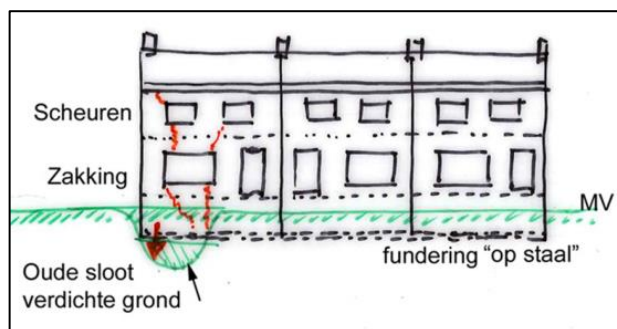 Scheuren
Zakking
MV
fundering "op staal"
Oude sloot
verdichte grond